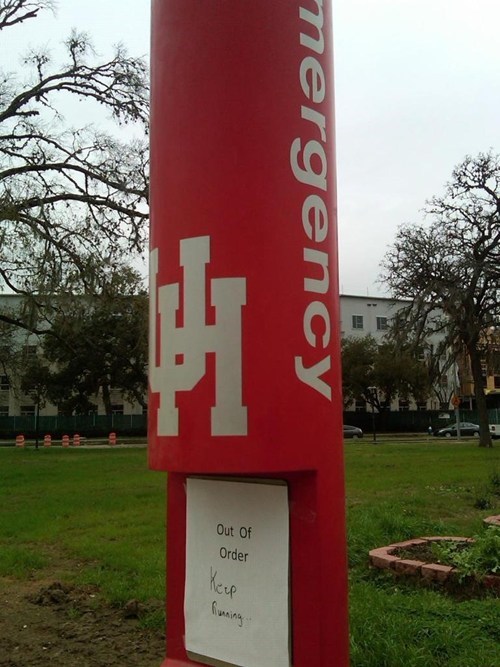 mergency
UH
Out Of
Order
Keep
Running...